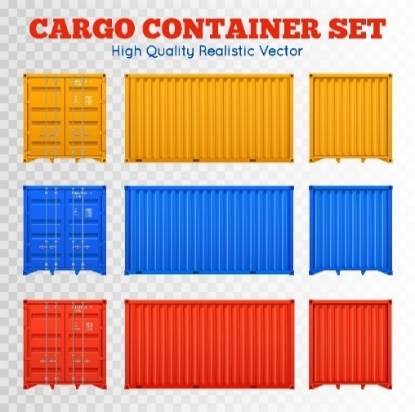 CARGO CONTAINER SET
High Quality Realistic Vector